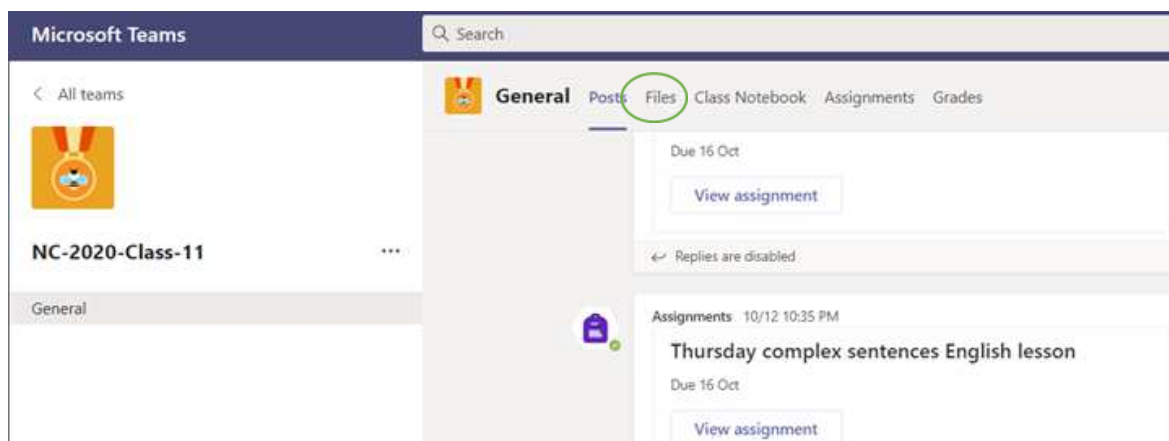 Microsoft Teams
Search
All teams
General Posts Files Class Notebook Assignments Grades
Due 16 Oct
View assignment
NC-2020-Class-11
Replies are disabled
General
Assignments 10/12 10:35 PM
Thursday complex sentences English lesson
Due 16 Oct
View assignment